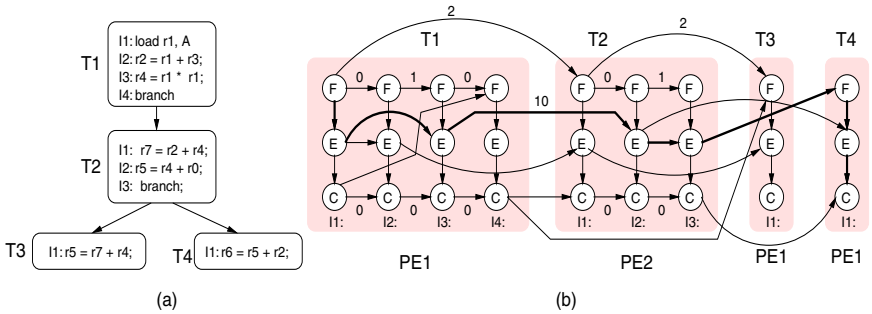 T1
I1: load r1, A
I2: r2 = r1 + r3;
I3: r4 = r1 * r1;
I4: branch
T2
I1: r7 = r2 + r4;
I2: r5 = r4 + r0;
I3: branch;
T3
I1: r5 = r7 + r4;
T4
I1: r6 = r5 + r2;
(a)
2
2
T1
T2
T3
T4
F 0 F 1 F 0 F
F 0 F 1 F
F
F
10
E E E E
E E E
E
E
C 0 C 0 C 0 C
C 0 C 0 C
C
C
I1: I2: I3: I4:
I1: I2: I3:
I1:
I1:
PE1
PE2
PE1
PE1
(b)